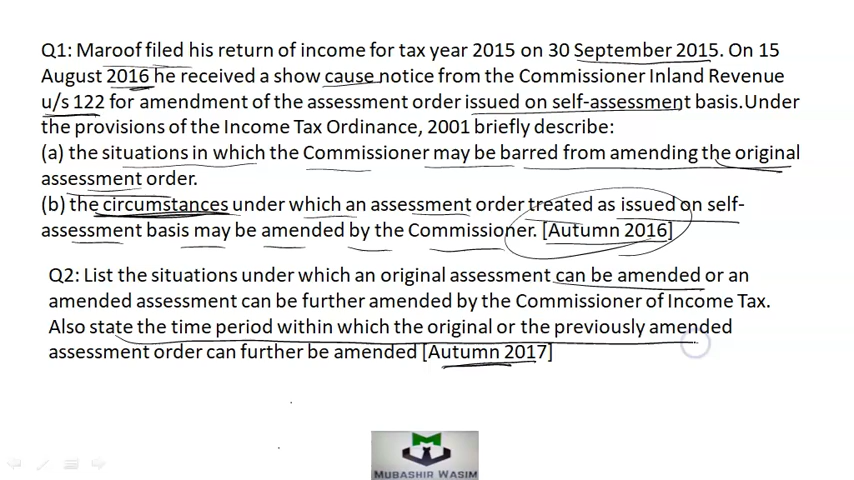 Q1: Maroof filed his return of income for tax year 2015 on 30 September 2015. On 15
August 2016 he received a show cause notice from the Commissioner Inland Revenue
u/s 122 for amendment of the assessment order issued on self-assessment basis.Under
the provisions of the Income Tax Ordinance, 2001 briefly describe:
(a) the situations in which the Commissioner may be barred from amending the original
assessment order.
(b) the circumstances under which an assessment order treated as issued on self-
assessment basis may be amended by the Commissioner. [Autumn 2016]
Q2: List the situations under which an original assessment can be amended or an
amended assessment can be further amended by the Commissioner of Income Tax.
Also state the time period within which the original or the previously amended
assessment order can further be amended [Autumn 2017]
MUBASHIR WASIM